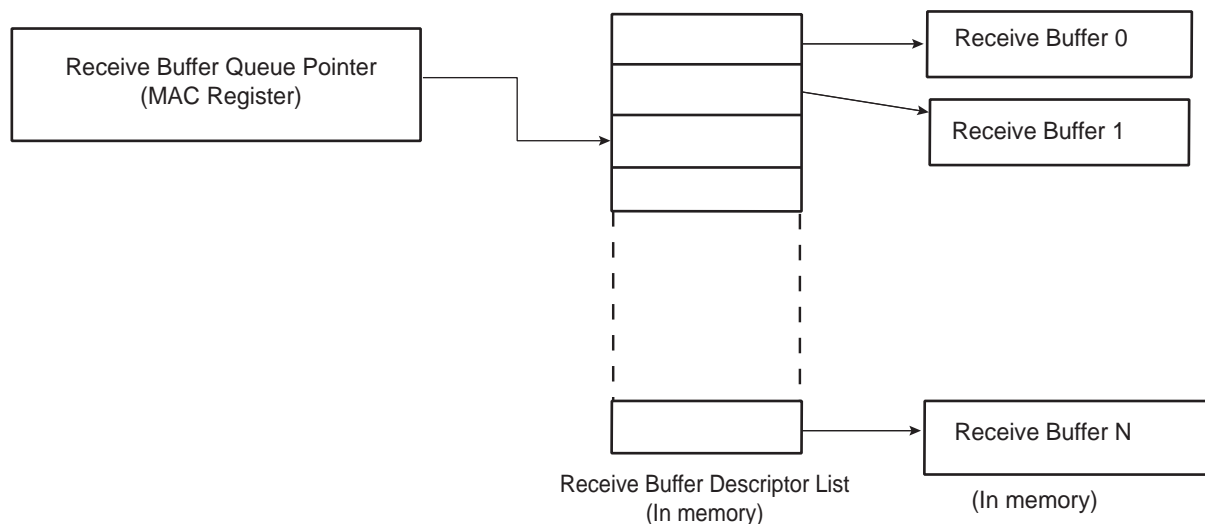 Receive Buffer Queue Pointer
(MAC Register)
Receive Buffer 0
Receive Buffer 1
Receive Buffer N
Receive Buffer Descriptor List
(In memory)
(In memory)